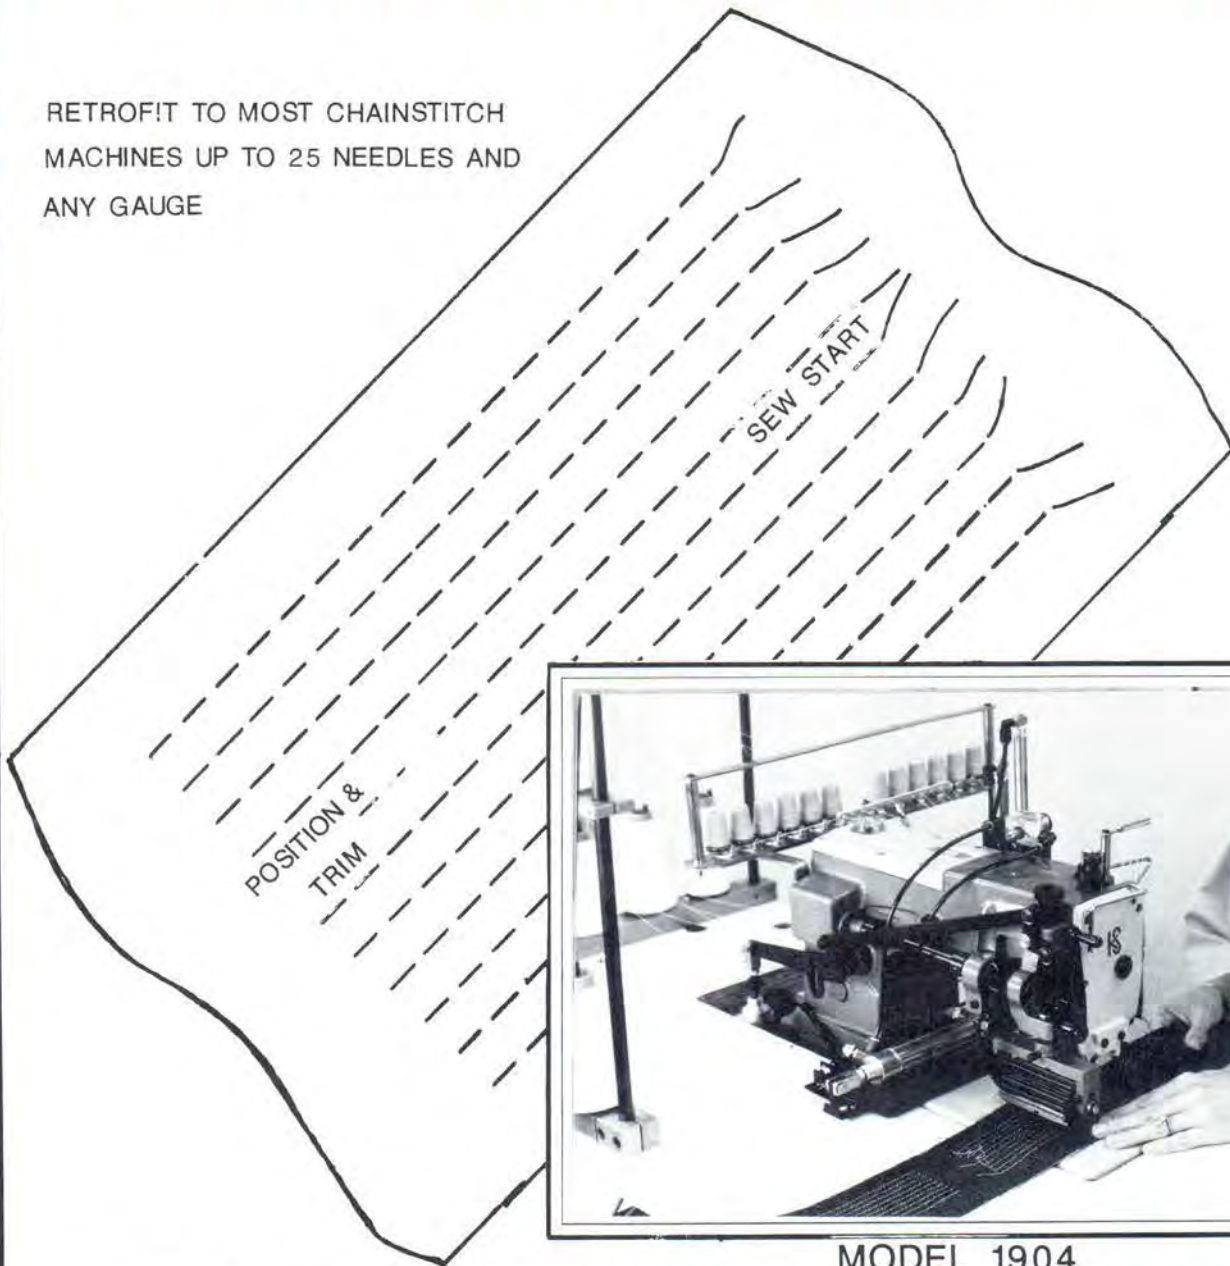 RETROFIT TO MOST CHAINSTITCH
MACHINES UP TO 25 NEEDLES AND
ANY GAUGE
SEW START
POSITION &
TRIM
MODEL 1904